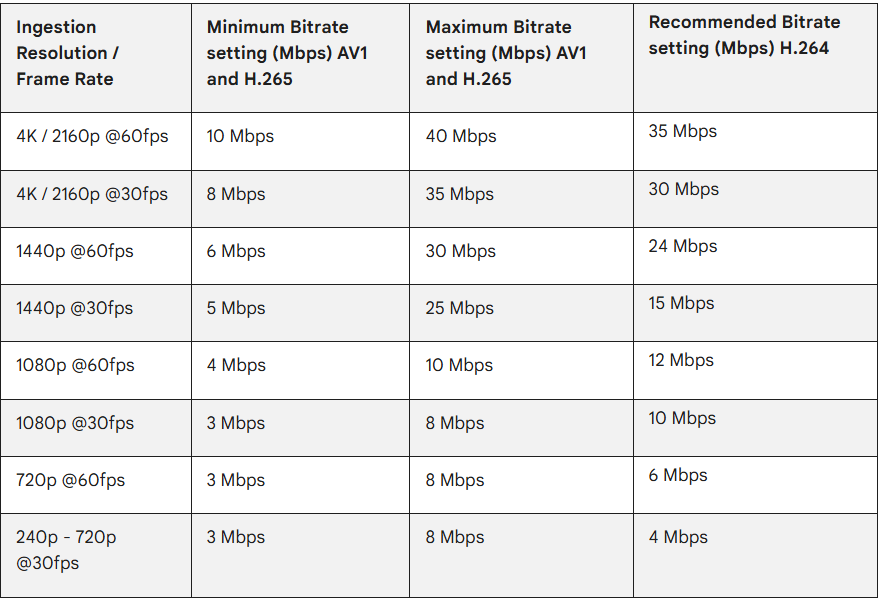 Ingestion Resolution / Frame Rate | Minimum Bitrate setting (Mbps) AV1 and H.265 | Maximum Bitrate setting (Mbps) AV1 and H.265 | Recommended Bitrate setting (Mbps) H.264
4K / 2160p @60fps | 10 Mbps | 40 Mbps | 35 Mbps
4K / 2160p @30fps | 8 Mbps | 35 Mbps | 30 Mbps
1440p @60fps | 6 Mbps | 30 Mbps | 24 Mbps
1440p @30fps | 5 Mbps | 25 Mbps | 15 Mbps
1080p @60fps | 4 Mbps | 10 Mbps | 12 Mbps
1080p @30fps | 3 Mbps | 8 Mbps | 10 Mbps
720p @60fps | 3 Mbps | 8 Mbps | 6 Mbps
240p - 720p @30fps | 3 Mbps | 8 Mbps | 4 Mbps